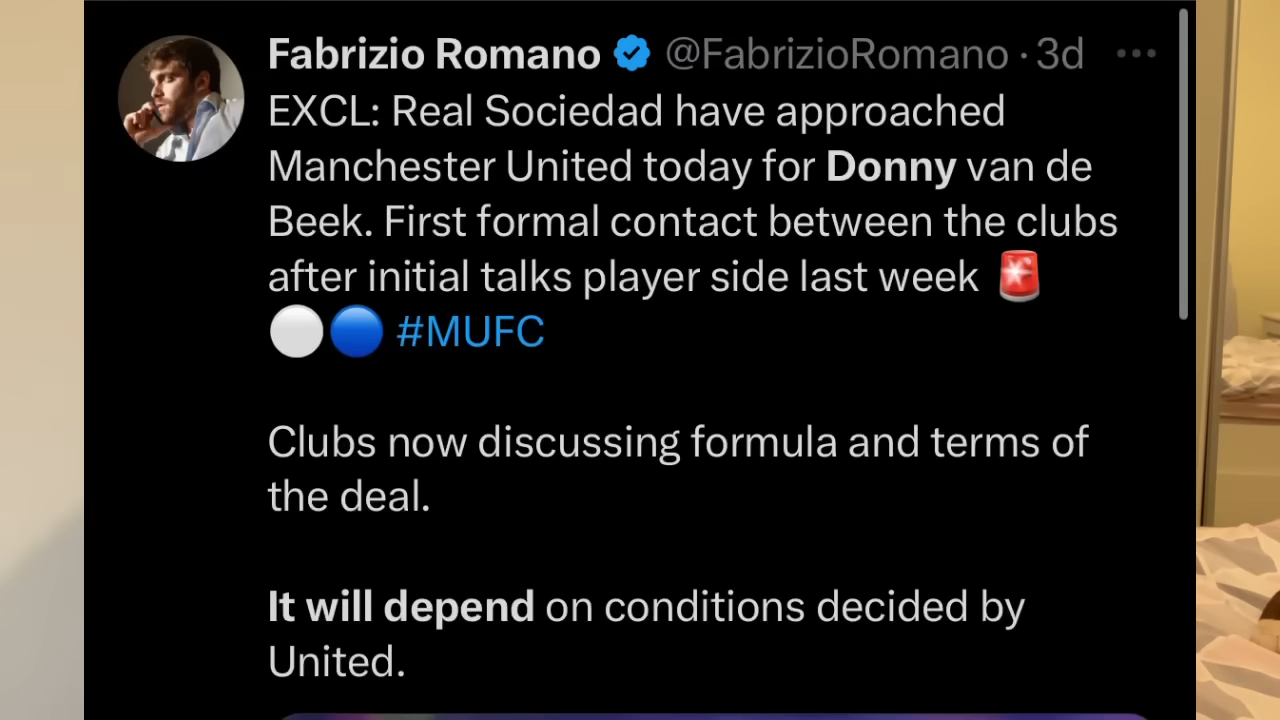 Fabrizio Romano @FabrizioRomano · 3d
EXCL: Real Sociedad have approached
Manchester United today for Donny van de
Beek. First formal contact between the clubs
after initial talks player side last week 🚨
⚪🔵 #MUFC
Clubs now discussing formula and terms of
the deal.
It will depend on conditions decided by
United.